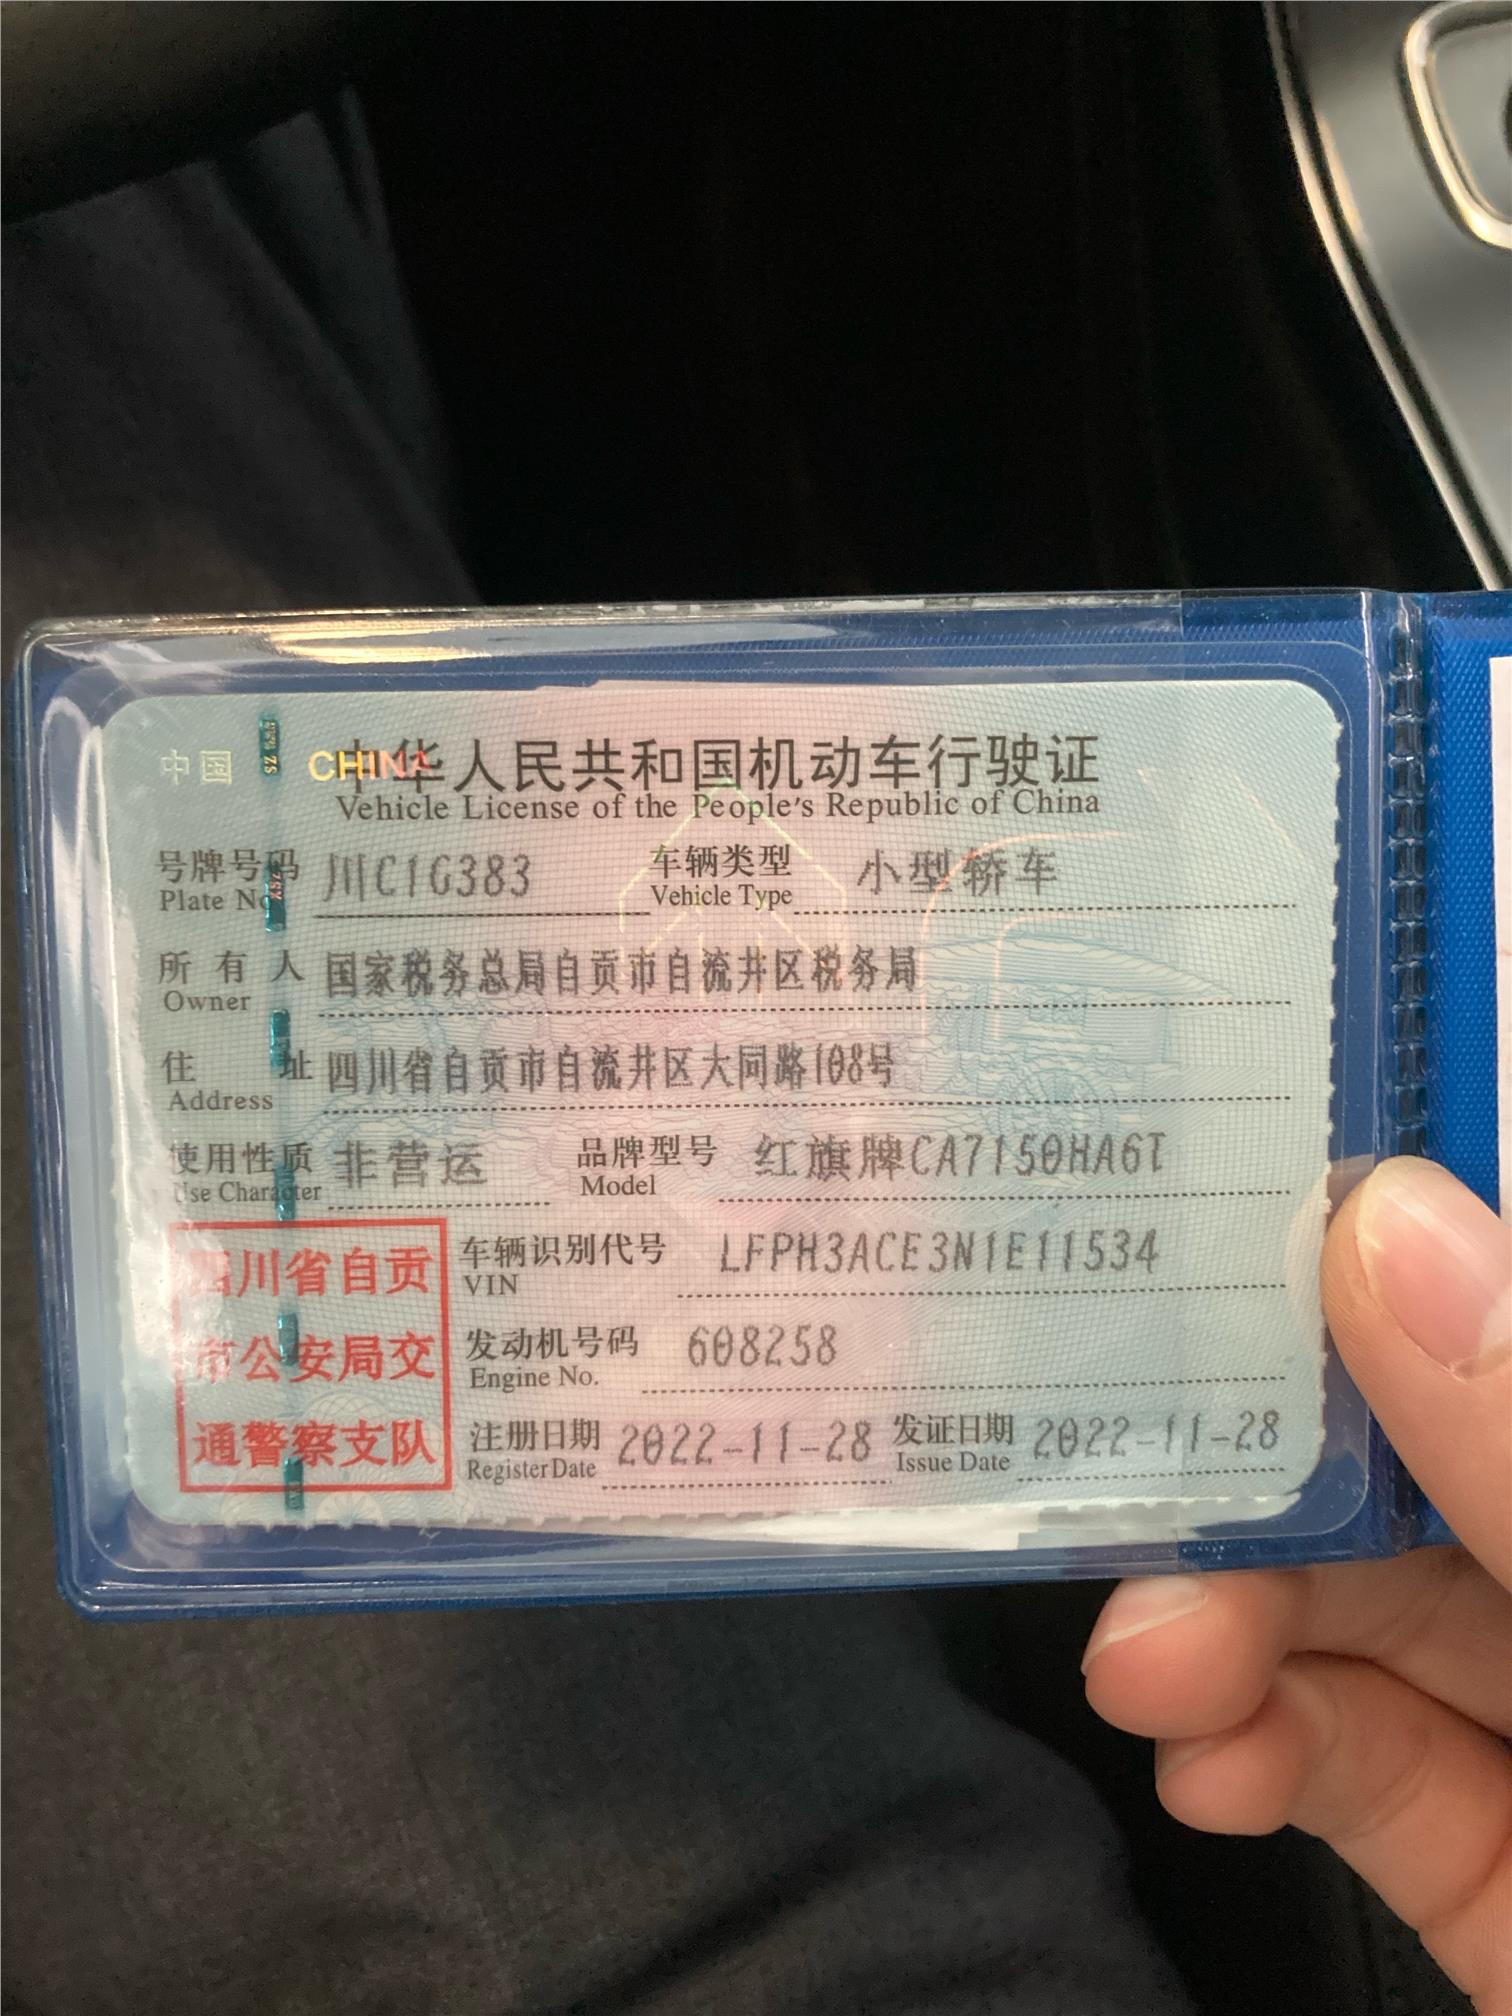 中国 CHINA
中华人民共和国机动车行驶证
Vehicle License of the People's Republic of China
号牌号码 川C1G383 车辆类型 小型轿车
Plate No. Vehicle Type
所有人 国家税务总局自贡市自流井区税务局
Owner
住址 四川省自贡市自流井区大同路108号
Address
使用性质 非营运 品牌型号 红旗牌CA7150HA6T
Use Character Model
车辆识别代号 LFPH3ACE3N1E11534
VIN
发动机号码 608258
Engine No.
注册日期 2022-11-28 发证日期 2022-11-28
Register Date Issue Date
四川省自贡
市公安局交
通警察支队